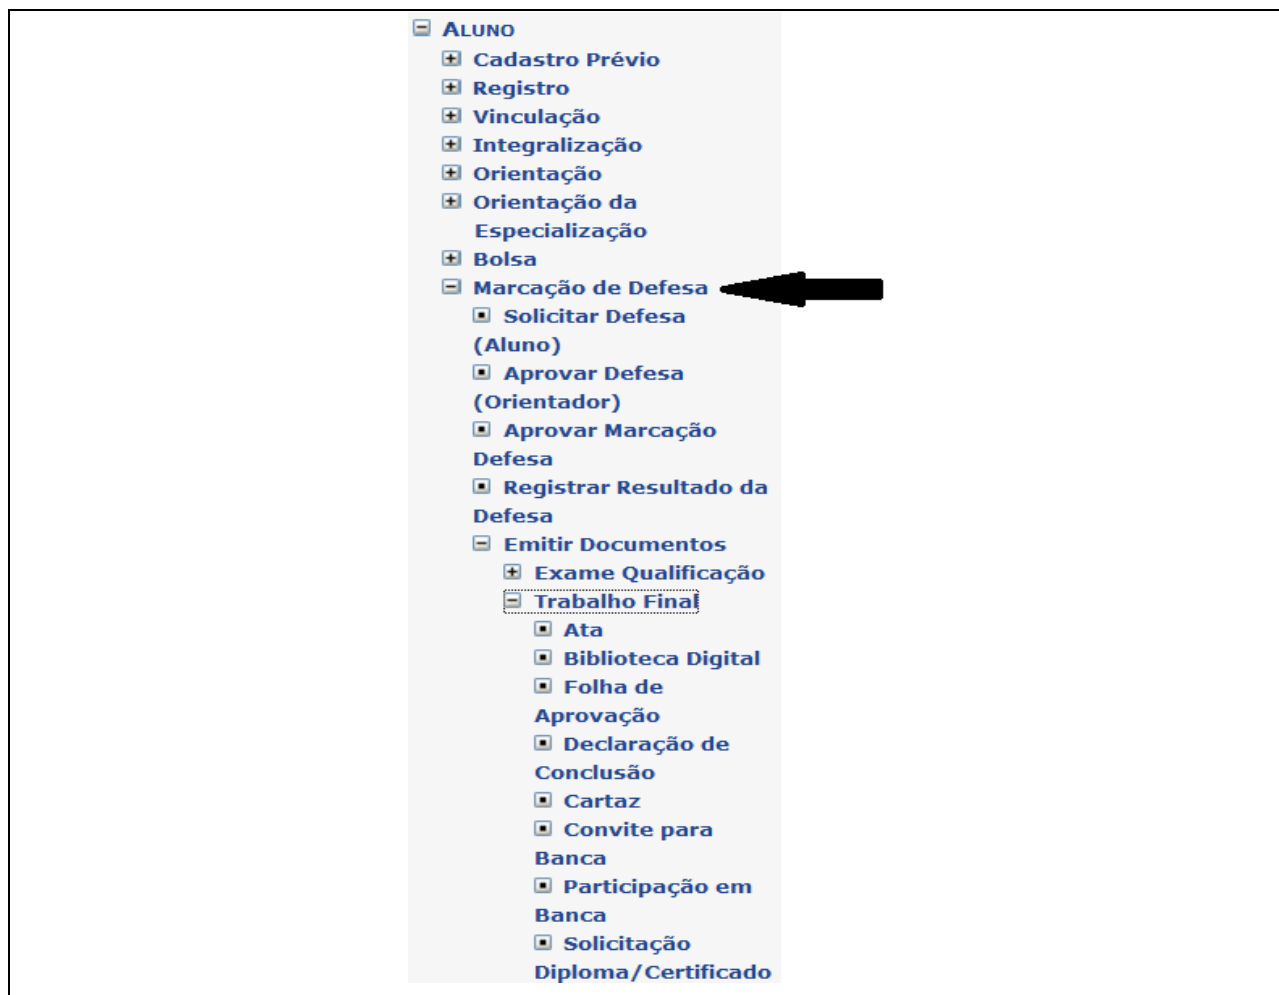 ALUNO
Cadastro Prévio
Registro
Vinculação
Integralização
Orientação
Orientação da
Especialização
Bolsa
Marcação de Defesa
Solicitar Defesa
(Aluno)
Aprovar Defesa
(Orientador)
Aprovar Marcação
Defesa
Registrar Resultado da
Defesa
Emitir Documentos
Exame Qualificação
Trabalho Final
Ata
Biblioteca Digital
Folha de
Aprovação
Declaração de
Conclusão
Cartaz
Convite para
Banca
Participação em
Banca
Solicitação
Diploma/Certificado